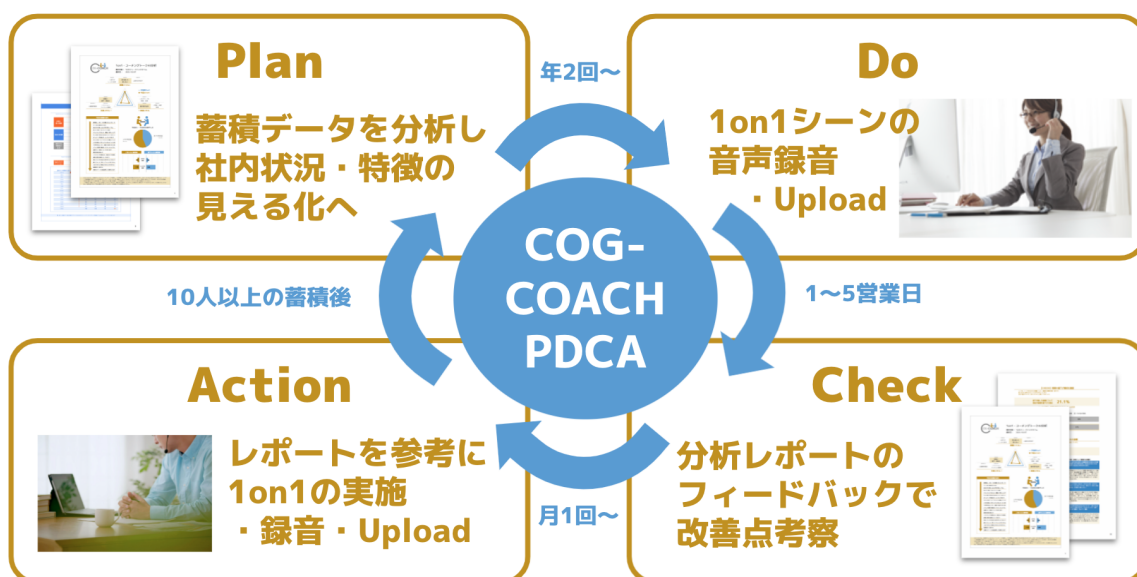 Plan
蓄積データを分析し
社内状況・特徴の
見える化へ
年2回～
Do
1on1シーンの
音声録音
・Upload
COG-
COACH
PDCA
10人以上の蓄積後
1～5営業日
Action
レポートを参考に
1on1の実施
・録音・Upload
月1回～
Check
分析レポートの
フィードバックで
改善点考察